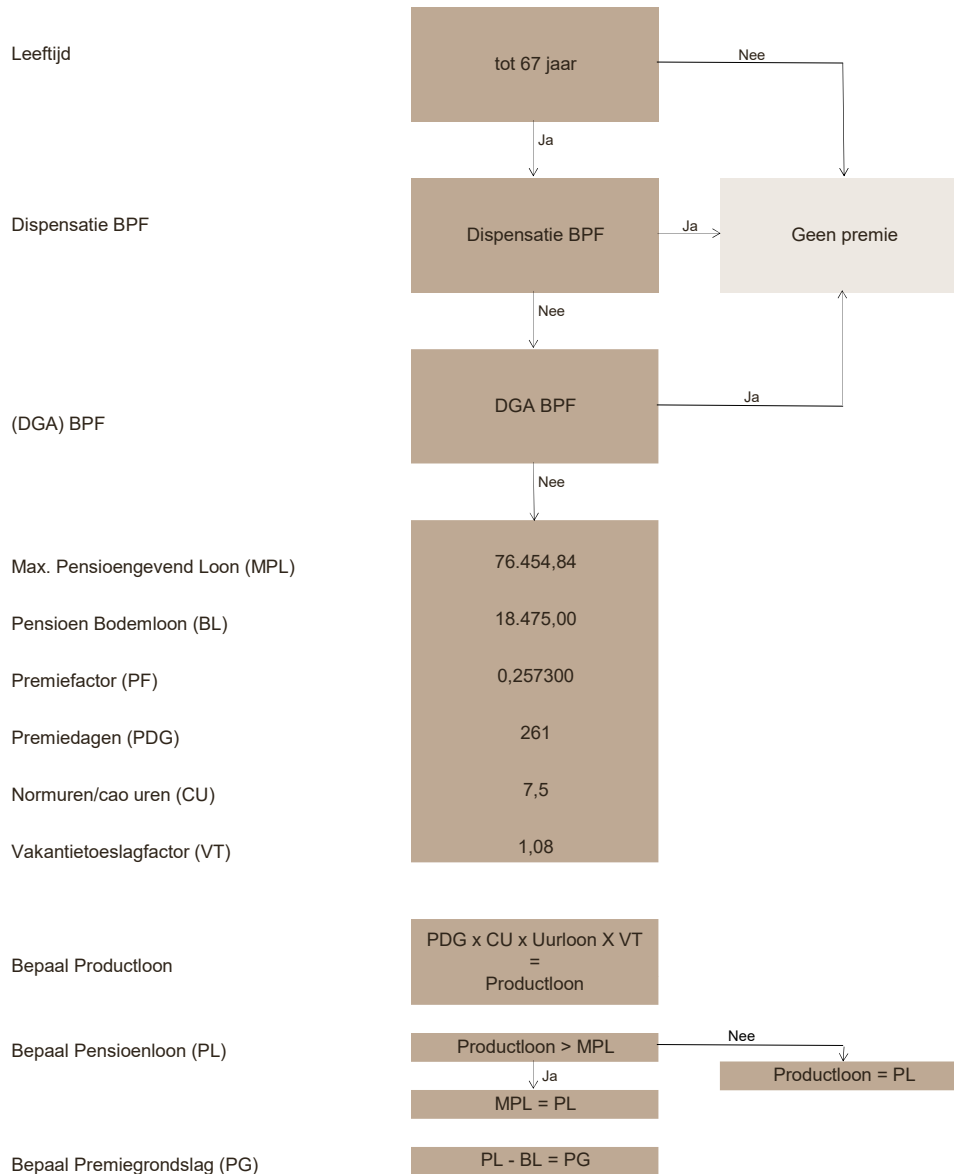 Leeftijd
tot 67 jaar
Nee
Ja
Dispensatie BPF
Dispensatie BPF
Ja
Geen premie
Nee
(DGA) BPF
DGA BPF
Ja
Nee
Max. Pensioengevend Loon (MPL)
76.454,84
Pensioen Bodemloon (BL)
18.475,00
Premiefactor (PF)
0,257300
Premiedagen (PDG)
261
Normuren/cao uren (CU)
7,5
Vakantietoeslagfactor (VT)
1,08
Bepaal Productloon
PDG x CU x Uurloon X VT
=
Productloon
Bepaal Pensioenloon (PL)
Productloon > MPL
Nee
Ja
Productloon = PL
MPL = PL
Bepaal Premiegrondslag (PG)
PL - BL = PG